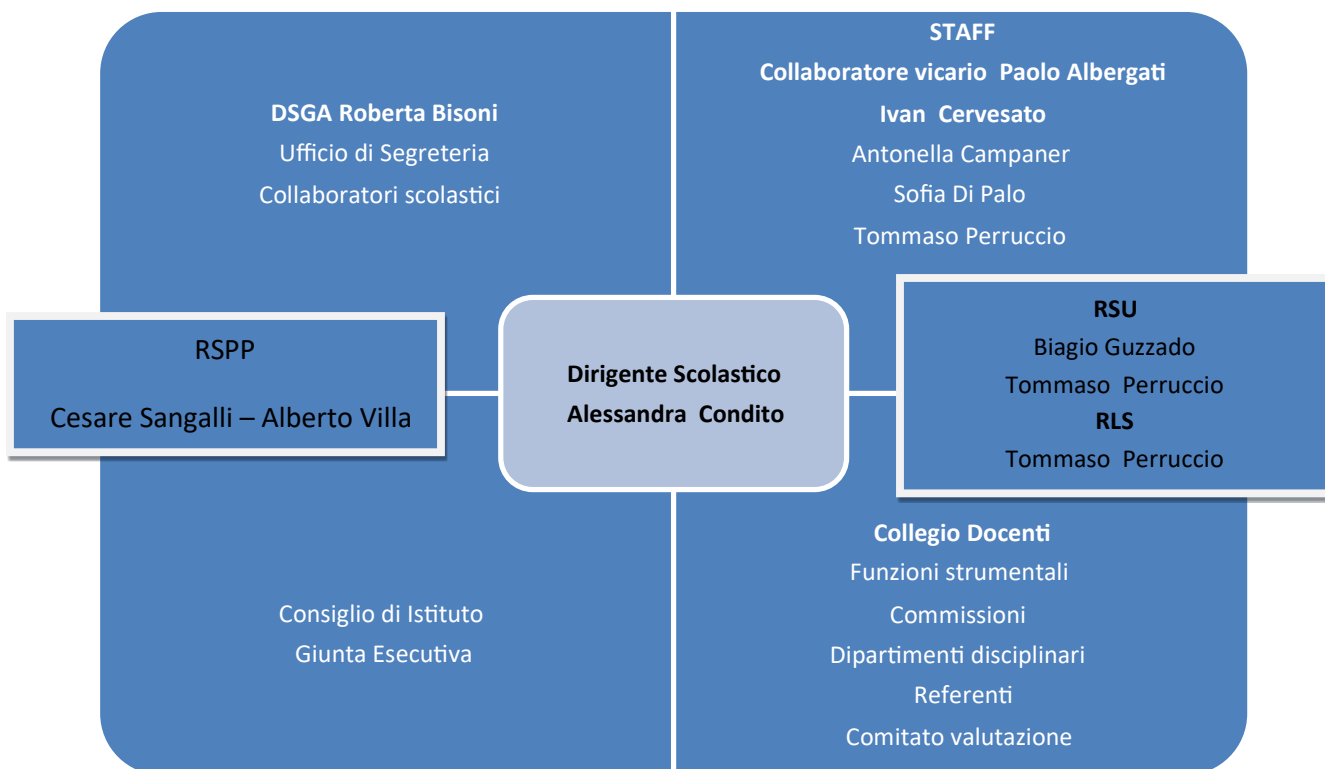 DSGA Roberta Bisoni
Ufficio di Segreteria
Collaboratori scolastici
STAFF
Collaboratore vicario Paolo Albergati
Ivan Cervesato
Antonella Campaner
Sofia Di Palo
Tommaso Perruccio
RSPP
Cesare Sangalli – Alberto Villa
Dirigente Scolastico
Alessandra Condito
RSU
Biagio Guzzado
Tommaso Perruccio
RLS
Tommaso Perruccio
Consiglio di Istituto
Giunta Esecutiva
Collegio Docenti
Funzioni strumentali
Commissioni
Dipartimenti disciplinari
Referenti
Comitato valutazione